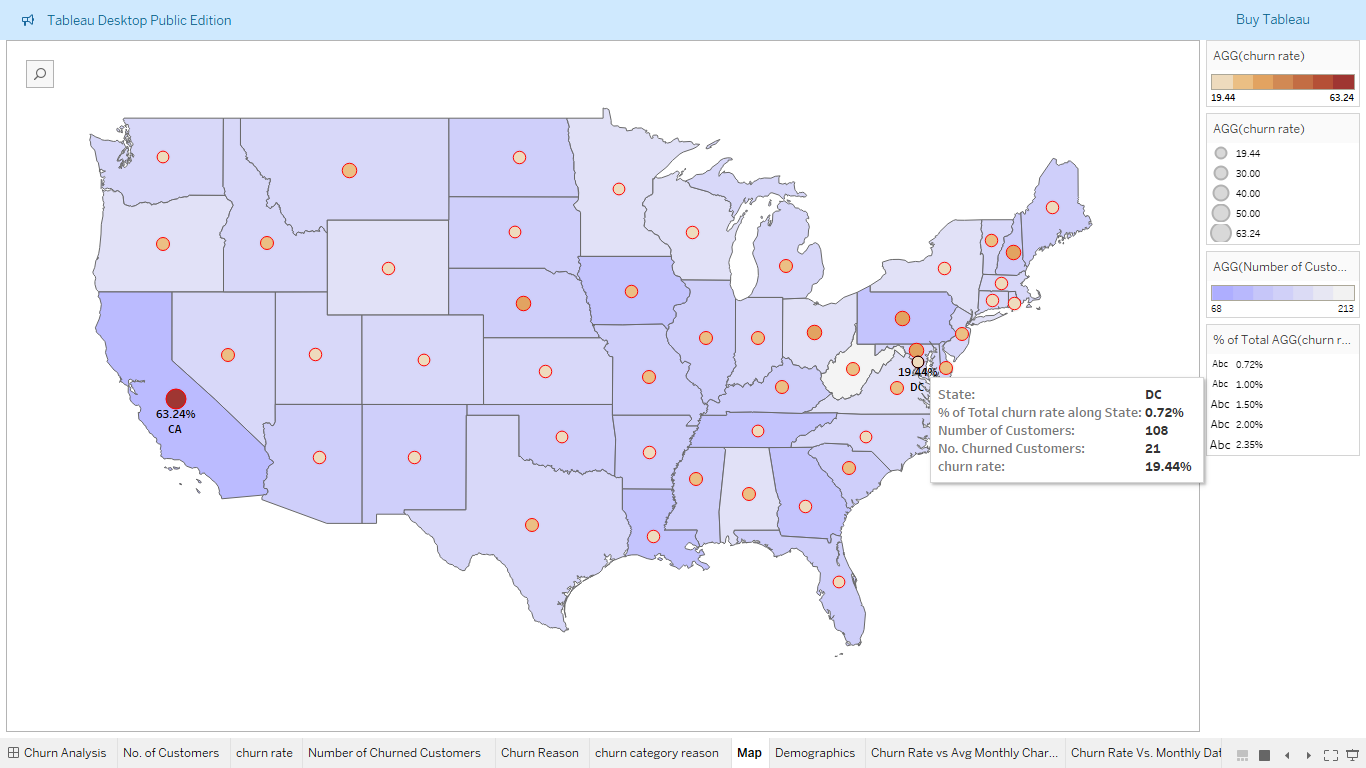 Tableau Desktop Public Edition
Buy Tableau
63.24%
CA
19.44%
DC
State: DC
% of Total churn rate along State: 0.72%
Number of Customers: 108
No. Churned Customers: 21
churn rate: 19.44%
AGG(churn rate)
19.44 63.24
AGG(churn rate)
19.44
30.00
40.00
50.00
63.24
AGG(Number of Custo...
68 213
% of Total AGG(churn r...
Abc 0.72%
Abc 1.00%
Abc 1.50%
Abc 2.00%
Abc 2.35%
Churn Analysis No. of Customers churn rate Number of Churned Customers Churn Reason churn category reason Map Demographics Churn Rate vs Avg Monthly Char... Churn Rate Vs. Monthly Dat